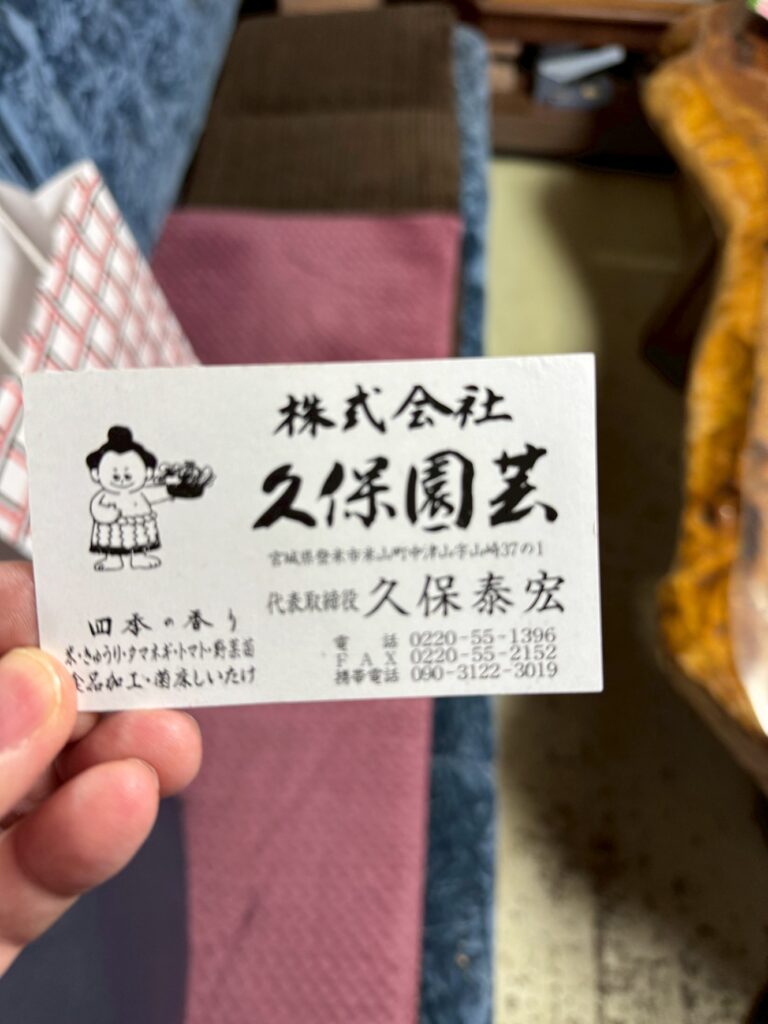 株式会社
久保園芸
宮城県登米市米山町中津山字山崎37の1
代表取締役 久保泰宏
電話 0220-55-1396
FAX 0220-55-2152
携帯電話 090-3122-3019
四季の香り
米・きゅうり・タマネギ・トマト・野菜苗
食品加工・菌床しいたけ